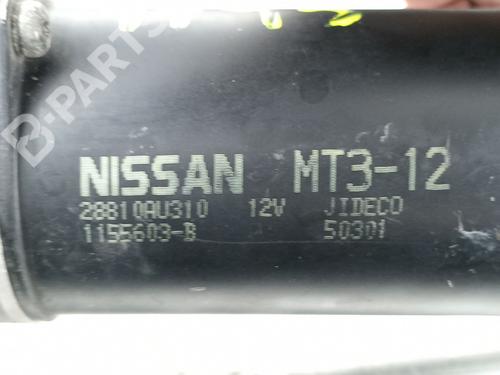 B-PARTS
NISSAN MT3-12
28810AU310 12V JIDECO
1155603-B 50301